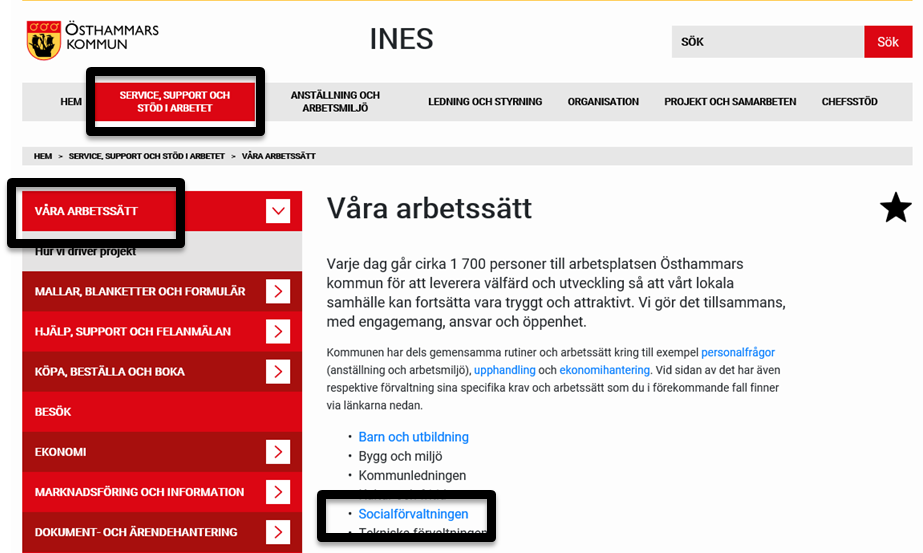 ÖSTHAMMARS
KOMMUN
INES
SÖK
Sök
HEM
SERVICE, SUPPORT OCH
STÖD I ARBETET
ANSTÄLLNING OCH
ARBETSMILJÖ
LEDNING OCH STYRNING
ORGANISATION
PROJEKT OCH SAMARBETEN
CHEFSSTÖD
HEM > SERVICE, SUPPORT OCH STÖD I ARBETET > VÅRA ARBETSSÄTT
VÅRA ARBETSSÄTT
Hur vi driver projekt
MALLAR, BLANKETTER OCH FORMULÄR
HJÄLP, SUPPORT OCH FELANMÄLAN
KÖPA, BESTÄLLA OCH BOKA
BESÖK
EKONOMI
MARKNADSFÖRING OCH INFORMATION
DOKUMENT- OCH ÄRENDEHANTERING
Våra arbetssätt
Varje dag går cirka 1 700 personer till arbetsplatsen Östhammars
kommun för att leverera välfärd och utveckling så att vårt lokala
samhälle kan fortsätta vara tryggt och attraktivt. Vi gör det tillsammans,
med engagemang, ansvar och öppenhet.
Kommunen har dels gemensamma rutiner och arbetssätt kring till exempel personalfrågor
(anställning och arbetsmiljö), upphandling och ekonomihantering. Vid sidan av det har även
respektive förvaltning sina specifika krav och arbetssätt som du i förekommande fall finner
via länkarna nedan.
• Barn och utbildning
• Bygg och miljö
• Kommunledningen
• Socialförvaltningen
• Tekniska förvaltningen